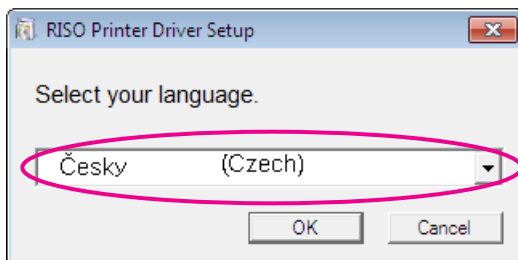 RISO Printer Driver Setup
Select your language.
Česky (Czech)
OK Cancel